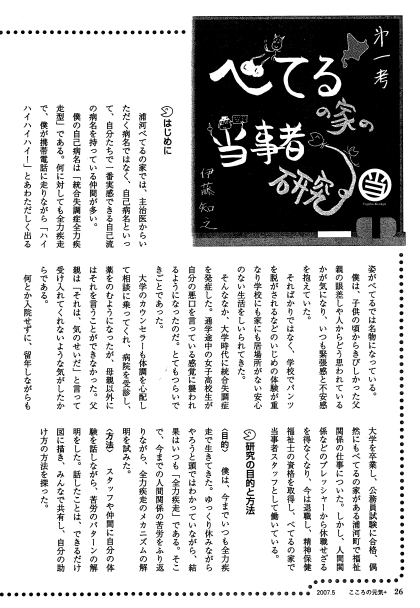 第一考
べてる
の家の
当事者
研究
当
伊藤知之
はじめに
浦河べてるの家では、主治医からい
ただく病名ではなく、自己病名といっ
て、自分たちで一番実感できる自己流
の病名を持っている仲間が多い。
僕の自己病名は「統合失調症全力疾
走型」である。何に対しても全力疾走
で、僕が携帯電話に走りながら「ハイ
ハイハイハイー」とあわただしく出る
姿がべてるでは名物になっている。
僕は、子供の頃からきびしかった父
親の眼差しや人からどう思われている
かが気になり、いつも緊張感と不安感
を抱えていた。
そればかりではなく、学校でパンツ
を脱がされるなどのいじめの体験が重
なり学校にも家にも居場所がない安心
のない生活をしいられてきた。
そんななか、大学時代に統合失調症
を発症した。通学途中の女子高校生が
自分の悪口を言っている感覚に襲われ
るようになったのだ。とてもつらいで
きごとであった。
大学のカウンセラーも体調を心配し
て相談に乗ってくれ、病院を受診し、
薬をのむようになったが、母親以外に
はそれを言うことができなかった。父
親は「それは、気のせいだ」と言って
受け入れてくれないような気がしたか
らである。
何とか入院せずに、留年しながらも
大学を卒業し、公務員試験に合格、偶
然にもべてるの家がある浦河町で福祉
関係の仕事についた。しかし、人間関
係などのプレッシャーから休職せざる
を得なくなり、今は退職し、精神保健
福祉士の資格を取得し、べてるの家で
当事者スタッフとして働いている。
研究の目的と方法
〈目的〉 僕は、今までいつも全力疾
走で生きてきた。ゆっくり休みながら
やろうと頭ではわかっていながら、結
果はいつも「全力疾走」である。そこ
で、今までの人間関係の苦労をふり返
りながら、全力疾走のメカニズムの解
明を試みた。
〈方法〉 スタッフや仲間に自分の体
験を話しながら、苦労のパターンの解
明をした。話したことは、できるだけ
図に描き、みんなで共有し、自分の助
け方の方法を探った。
2007.5 こころの元気+ 26